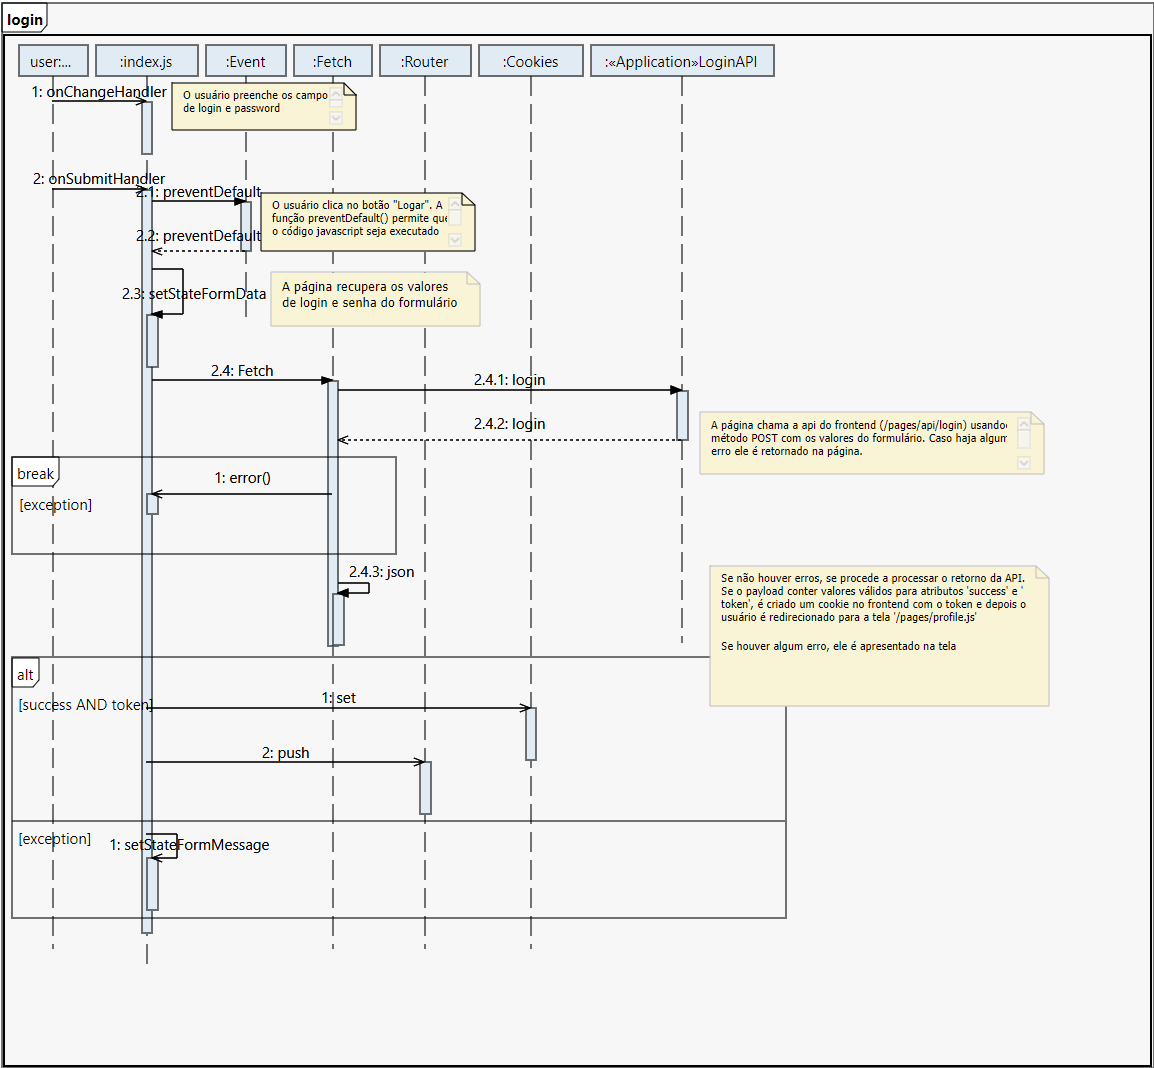 login
user:...
:index.js
:Event
:Fetch
:Router
:Cookies
:«Application»LoginAPI
1: onChangeHandler
O usuário preenche os campo
de login e password
2: onSubmitHandler
2.1: preventDefault
O usuário clica no botão "Logar". A
função preventDefault() permite que
o código javascript seja executado
2.2: preventDefault
2.3: setStateFormData
A página recupera os valores
de login e senha do formulário
2.4: Fetch
2.4.1: login
2.4.2: login
A página chama a api do frontend (/pages/api/login) usando
método POST com os valores do formulário. Caso haja algum
erro ele é retornado na página.
break
1: error()
[exception]
2.4.3: json
Se não houver erros, se procede a processar o retorno da API.
Se o payload conter valores válidos para atributos 'success' e '
token', é criado um cookie no frontend com o token e depois o
usuário é redirecionado para a tela '/pages/profile.js'
Se houver algum erro, ele é apresentado na tela
alt
[success AND token]
1: set
2: push
[exception]
1: setStateFormMessage